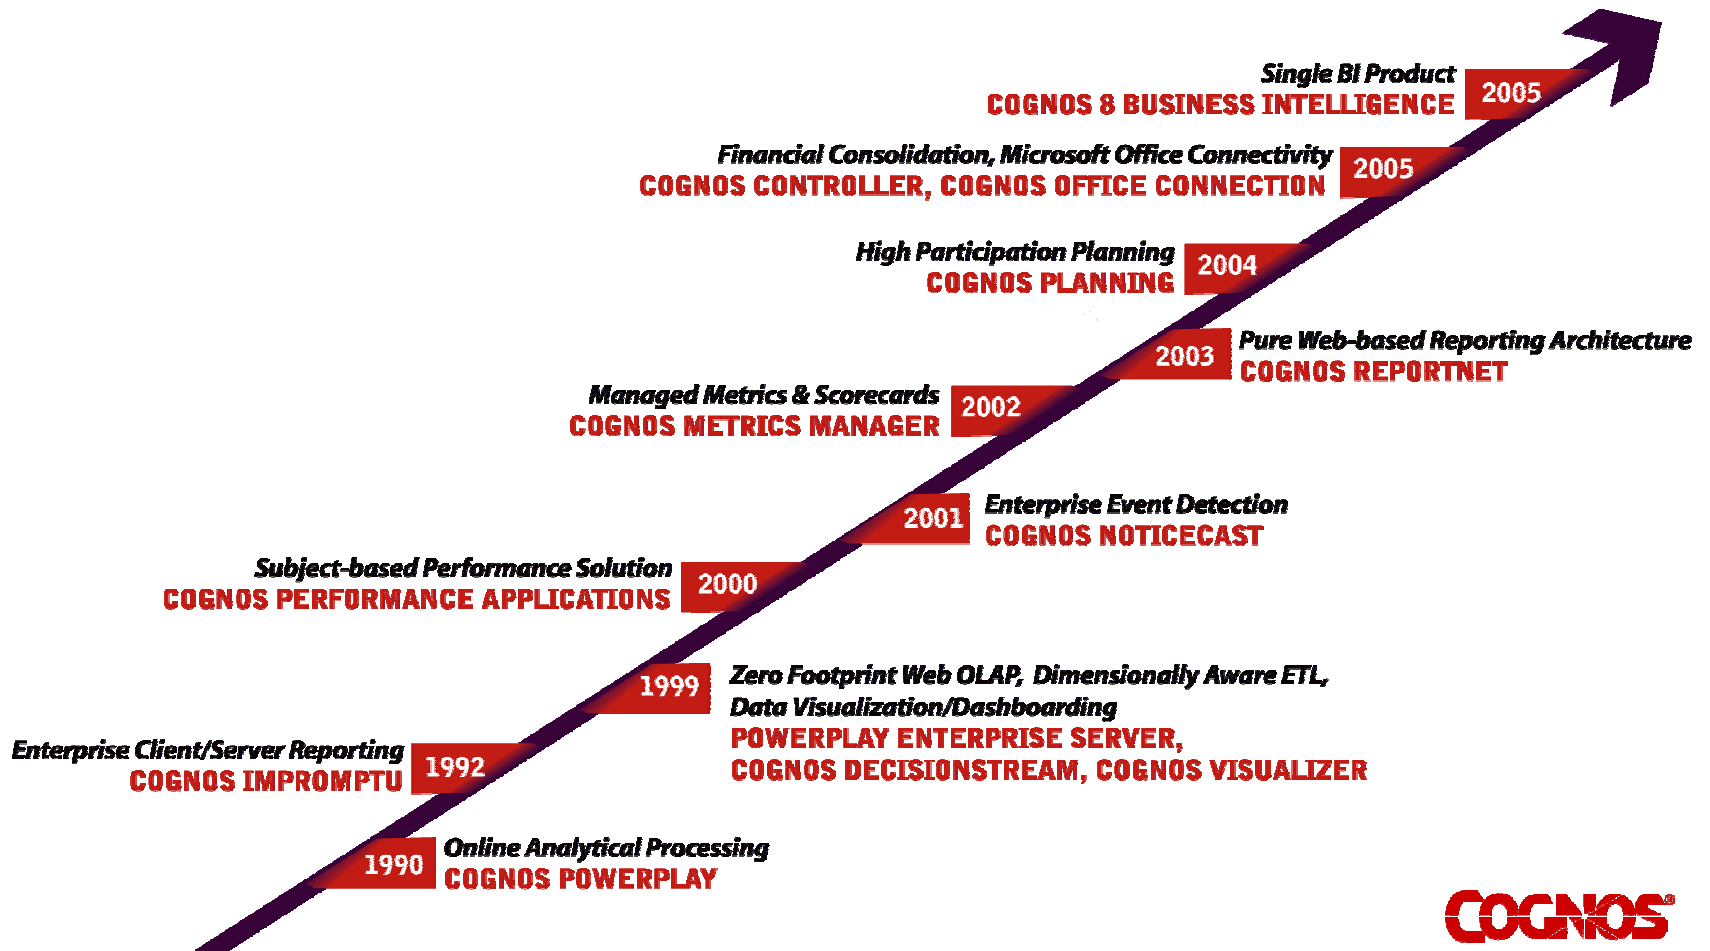 Single BI Product
COGNOS 8 BUSINESS INTELLIGENCE
2005
Financial Consolidation, Microsoft Office Connectivity
COGNOS CONTROLLER, COGNOS OFFICE CONNECTION
2005
High Participation Planning
COGNOS PLANNING
2004
2003
Pure Web-based Reporting Architecture
COGNOS REPORTNET
Managed Metrics & Scorecards
COGNOS METRICS MANAGER
2002
2001
Enterprise Event Detection
COGNOS NOTICECAST
Subject-based Performance Solution
COGNOS PERFORMANCE APPLICATIONS
2000
1999
Zero Footprint Web OLAP, Dimensionally Aware ETL,
Data Visualization/Dashboarding
POWERPLAY ENTERPRISE SERVER,
COGNOS DECISIONSTREAM, COGNOS VISUALIZER
Enterprise Client/Server Reporting
COGNOS IMPROMPTU
1992
1990
Online Analytical Processing
COGNOS POWERPLAY
COGNOS®